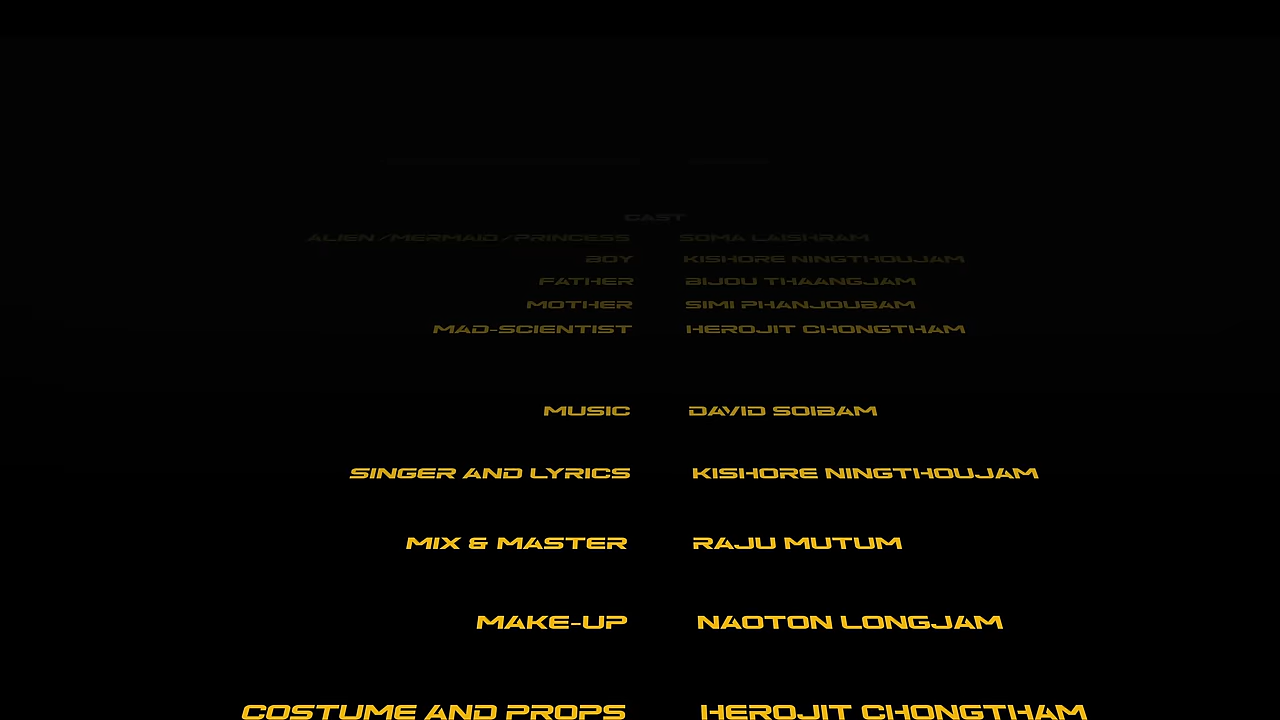 CAST
ALIEN /MERMAID /PRINCESS SOMA LAISHRAM
BOY KISHORE NINGTHOUJAM
FATHER BIJOU THAANGJAM
MOTHER SIMI PHANJOUBAM
MAD-SCIENTIST HEROJIT CHONGTHAM
MUSIC DAVID SOIBAM
SINGER AND LYRICS KISHORE NINGTHOUJAM
MIX & MASTER RAJU MUTUM
MAKE-UP NAOTON LONGJAM
COSTUME AND PROPS HEROJIT CHONGTHAM